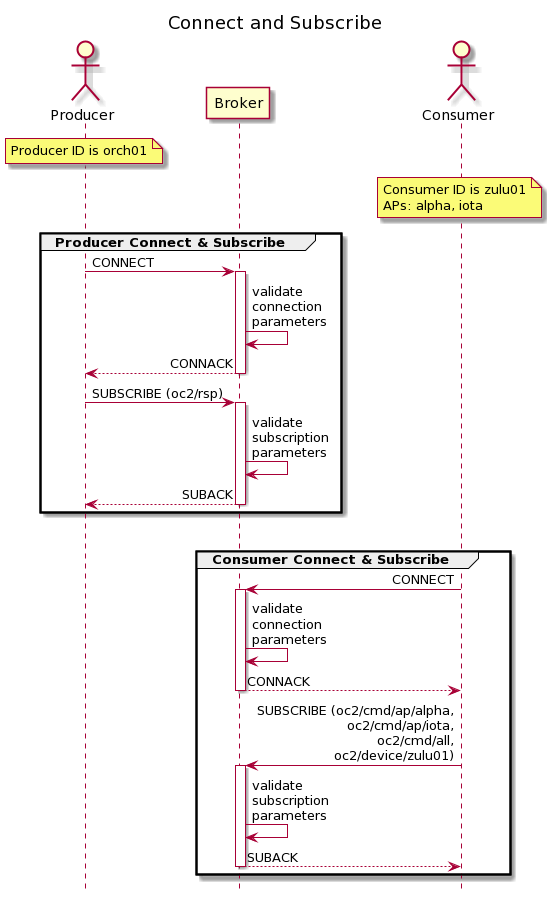 Connect and Subscribe
Producer
Broker
Consumer
Producer ID is orch01
Consumer ID is zulu01
APs: alpha, iota
Producer Connect & Subscribe
CONNECT
validate
connection
parameters
CONNACK
SUBSCRIBE (oc2/rsp)
validate
subscription
parameters
SUBACK
Consumer Connect & Subscribe
CONNECT
validate
connection
parameters
CONNACK
SUBSCRIBE (oc2/cmd/ap/alpha,
oc2/cmd/ap/iota,
oc2/cmd/all,
oc2/device/zulu01)
validate
subscription
parameters
SUBACK